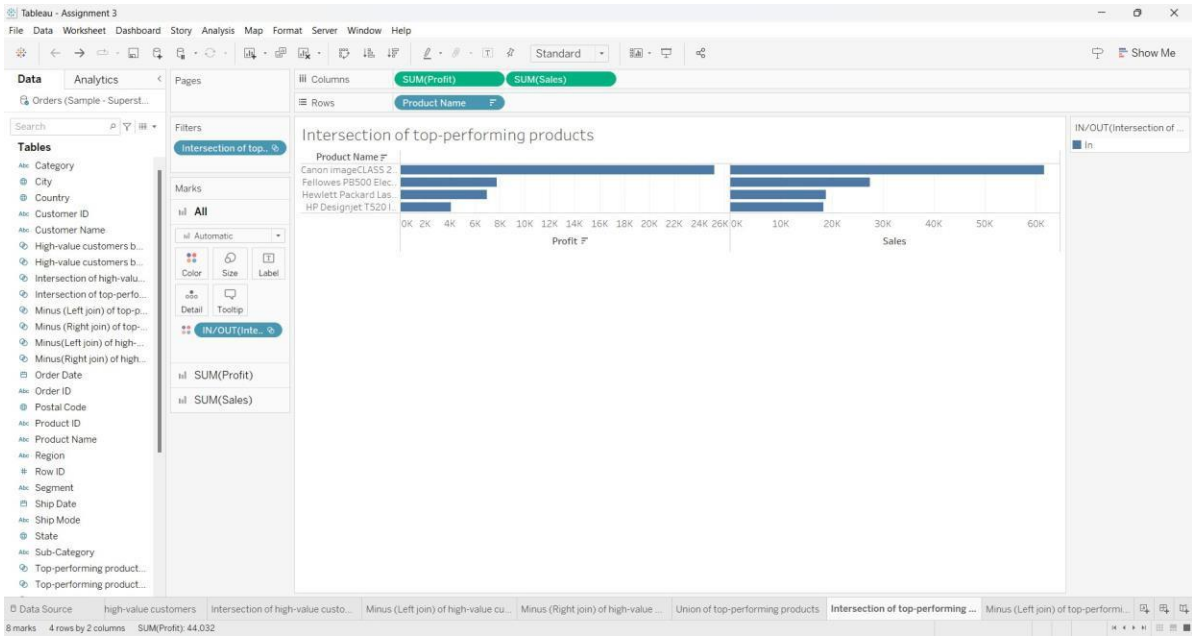 Tableau - Assignment 3
File Data Worksheet Dashboard Story Analysis Map Format Server Window Help
Standard
Show Me
Data Analytics
Pages
Columns SUM(Profit) SUM(Sales)
Orders (Sample - Superst...
Rows Product Name
Search
Tables
Abc Category
City
Country
Abc Customer ID
Abc Customer Name
High-value customers b...
High-value customers b...
Intersection of high-valu...
Intersection of top-perfo...
Minus (Left join) of top-p...
Minus (Right join) of top-...
Minus(Left join) of high-...
Minus(Right join) of high...
Order Date
Abc Order ID
Postal Code
Abc Product ID
Abc Product Name
Abc Region
# Row ID
Abc Segment
Ship Date
Abc Ship Mode
State
Abc Sub-Category
Top-performing product...
Top-performing product...
Filters
Intersection of top..
Marks
All
Automatic
Color Size Label
Detail Tooltip
IN/OUT(Inte..
SUM(Profit)
SUM(Sales)
Intersection of top-performing products
Product Name
Canon imageCLASS 2..
Fellowes PB500 Elec..
Hewlett Packard Las..
HP Designjet T520 I..
0K 2K 4K 6K 8K 10K 12K 14K 16K 18K 20K 22K 24K 26K 0K 10K 20K 30K 40K 50K 60K
Profit Sales
IN/OUT(Intersection of ...
In
Data Source high-value customers Intersection of high-value custo... Minus (Left join) of high-value cu... Minus (Right join) of high-value ... Union of top-performing products Intersection of top-performing ... Minus (Left join) of top-performi...
8 marks 4 rows by 2 columns SUM(Profit): 44,032